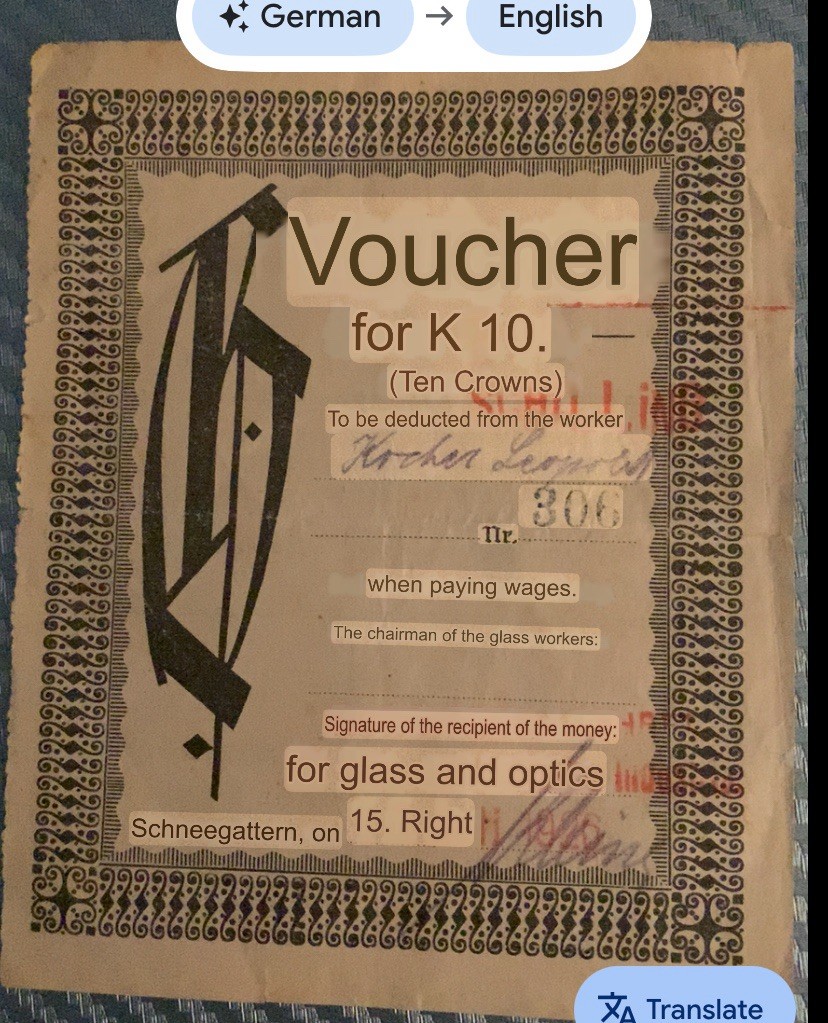 German → English
Voucher
for K 10. —
(Ten Crowns)
To be deducted from the worker
Kocher Leopold
306
Nr.
when paying wages.
The chairman of the glass workers:
Signature of the recipient of the money:
for glass and optics
Schneegattern, on 15. Right
Translate